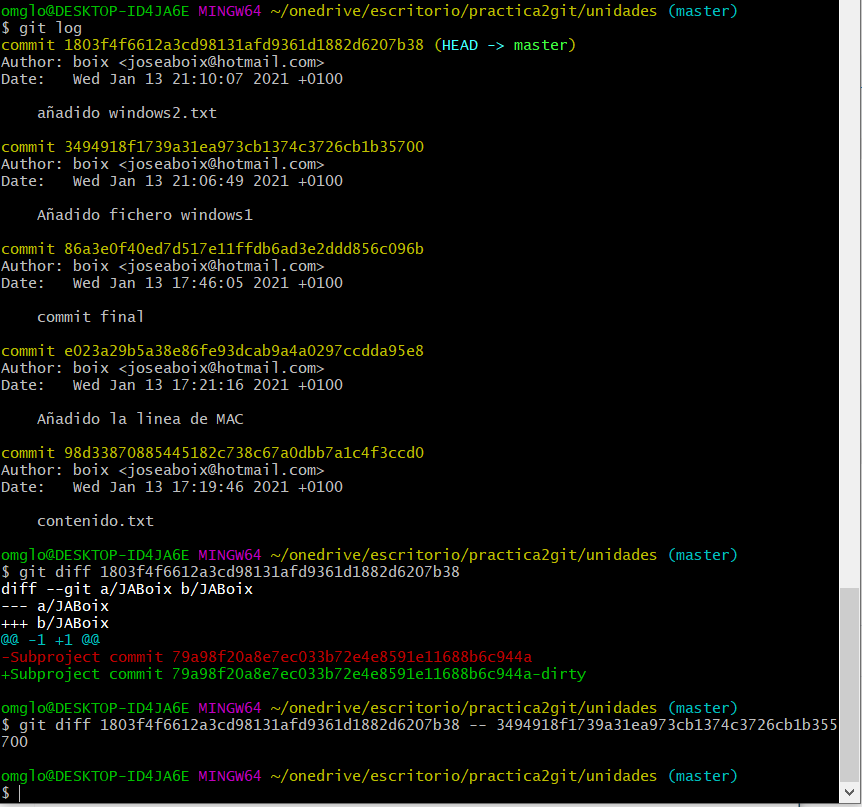 omglo@DESKTOP-ID4JA6E MINGW64 ~/onedrive/escritorio/practica2git/unidades (master)
$ git log
commit 1803f4f6612a3cd98131afd9361d1882d6207b38 (HEAD -> master)
Author: boix <joseaboix@hotmail.com>
Date:   Wed Jan 13 21:10:07 2021 +0100

    añadido windows2.txt

commit 3494918f1739a31ea973cb1374c3726cb1b35700
Author: boix <joseaboix@hotmail.com>
Date:   Wed Jan 13 21:06:49 2021 +0100

    Añadido fichero windows1

commit 86a3e0f40ed7d517e11ffdb6ad3e2ddd856c096b
Author: boix <joseaboix@hotmail.com>
Date:   Wed Jan 13 17:46:05 2021 +0100

    commit final

commit e023a29b5a38e86fe93dcab9a4a0297ccdda95e8
Author: boix <joseaboix@hotmail.com>
Date:   Wed Jan 13 17:21:16 2021 +0100

    Añadido la linea de MAC

commit 98d33870885445182c738c67a0dbb7a1c4f3ccd0
Author: boix <joseaboix@hotmail.com>
Date:   Wed Jan 13 17:19:46 2021 +0100

    contenido.txt

omglo@DESKTOP-ID4JA6E MINGW64 ~/onedrive/escritorio/practica2git/unidades (master)
$ git diff 1803f4f6612a3cd98131afd9361d1882d6207b38
diff --git a/JABoix b/JABoix
--- a/JABoix
+++ b/JABoix
@@ -1 +1 @@
-Subproject commit 79a98f20a8e7ec033b72e4e8591e11688b6c944a
+Subproject commit 79a98f20a8e7ec033b72e4e8591e11688b6c944a-dirty

omglo@DESKTOP-ID4JA6E MINGW64 ~/onedrive/escritorio/practica2git/unidades (master)
$ git diff 1803f4f6612a3cd98131afd9361d1882d6207b38 -- 3494918f1739a31ea973cb1374c3726cb1b355
700

omglo@DESKTOP-ID4JA6E MINGW64 ~/onedrive/escritorio/practica2git/unidades (master)
$